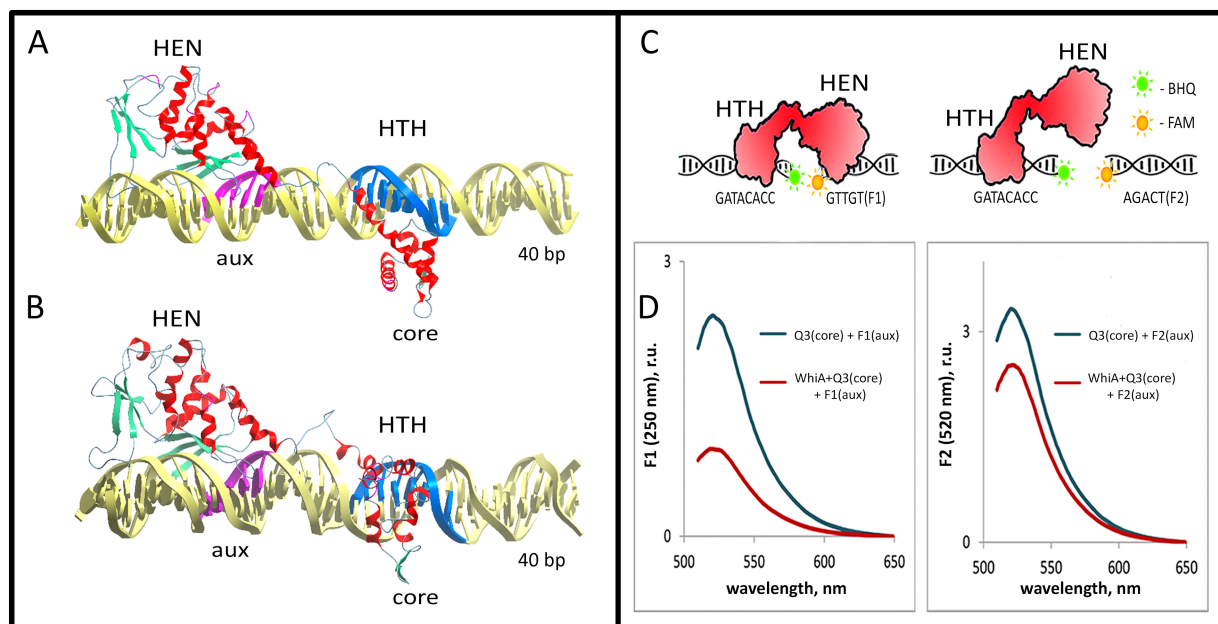 A
HEN
HTH
aux
40 bp
core
B
HEN
HTH
aux
40 bp
core
C
HTH
HEN
GATACACC
GTTGT(F1)
HTH
HEN
- BHQ
- FAM
GATACACC
AGACT(F2)
D
3
0
F1 (250 nm), r.u.
Q3(core) + F1(aux)
WhiA+Q3(core)
+ F1(aux)
500
550
600
650
wavelength, nm
3
0
F2 (520 nm), r.u.
Q3(core) + F2(aux)
WhiA+Q3(core)
+ F2(aux)
500
550
600
650
wavelength, nm